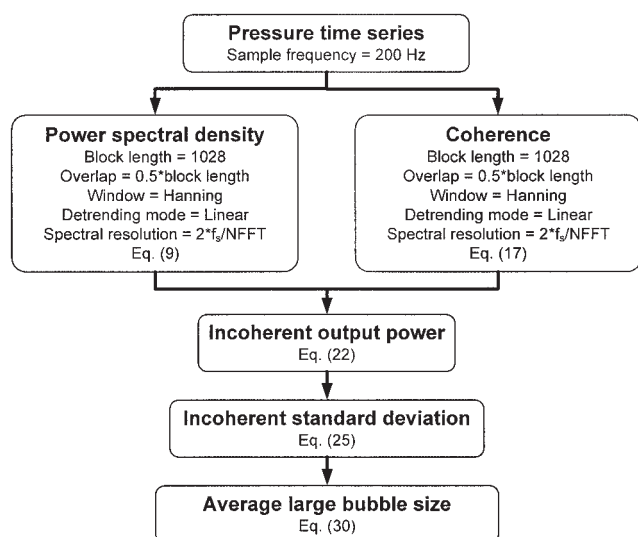 Pressure time series
Sample frequency = 200 Hz
Power spectral density
Block length = 1028
Overlap = 0.5*block length
Window = Hanning
Detrending mode = Linear
Spectral resolution = 2*fs/NFFT
Eq. (9)
Coherence
Block length = 1028
Overlap = 0.5*block length
Window = Hanning
Detrending mode = Linear
Spectral resolution = 2*fs/NFFT
Eq. (17)
Incoherent output power
Eq. (22)
Incoherent standard deviation
Eq. (25)
Average large bubble size
Eq. (30)